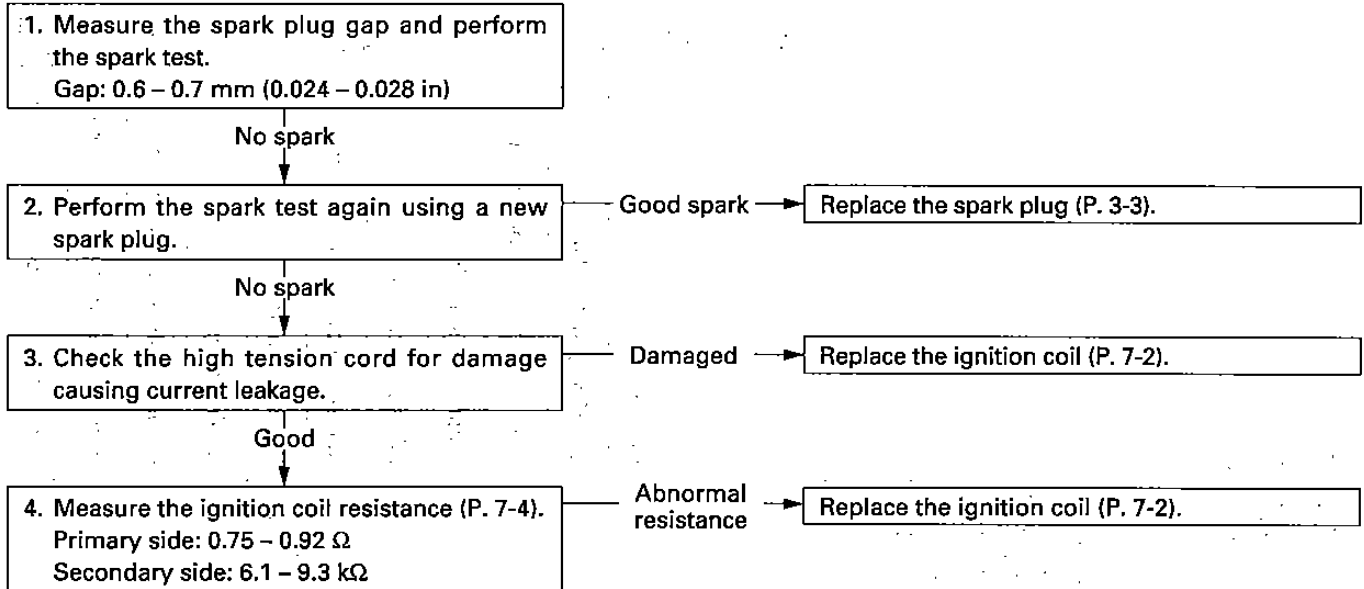 1. Measure the spark plug gap and perform
the spark test.
Gap: 0.6 – 0.7 mm (0.024 – 0.028 in)
No spark
2. Perform the spark test again using a new
spark plug.
Good spark
Replace the spark plug (P. 3-3).
No spark
3. Check the high tension cord for damage
causing current leakage.
Damaged
Replace the ignition coil (P. 7-2).
Good
4. Measure the ignition coil resistance (P. 7-4).
Primary side: 0.75 – 0.92 Ω
Secondary side: 6.1 – 9.3 kΩ
Abnormal
resistance
Replace the ignition coil (P. 7-2).